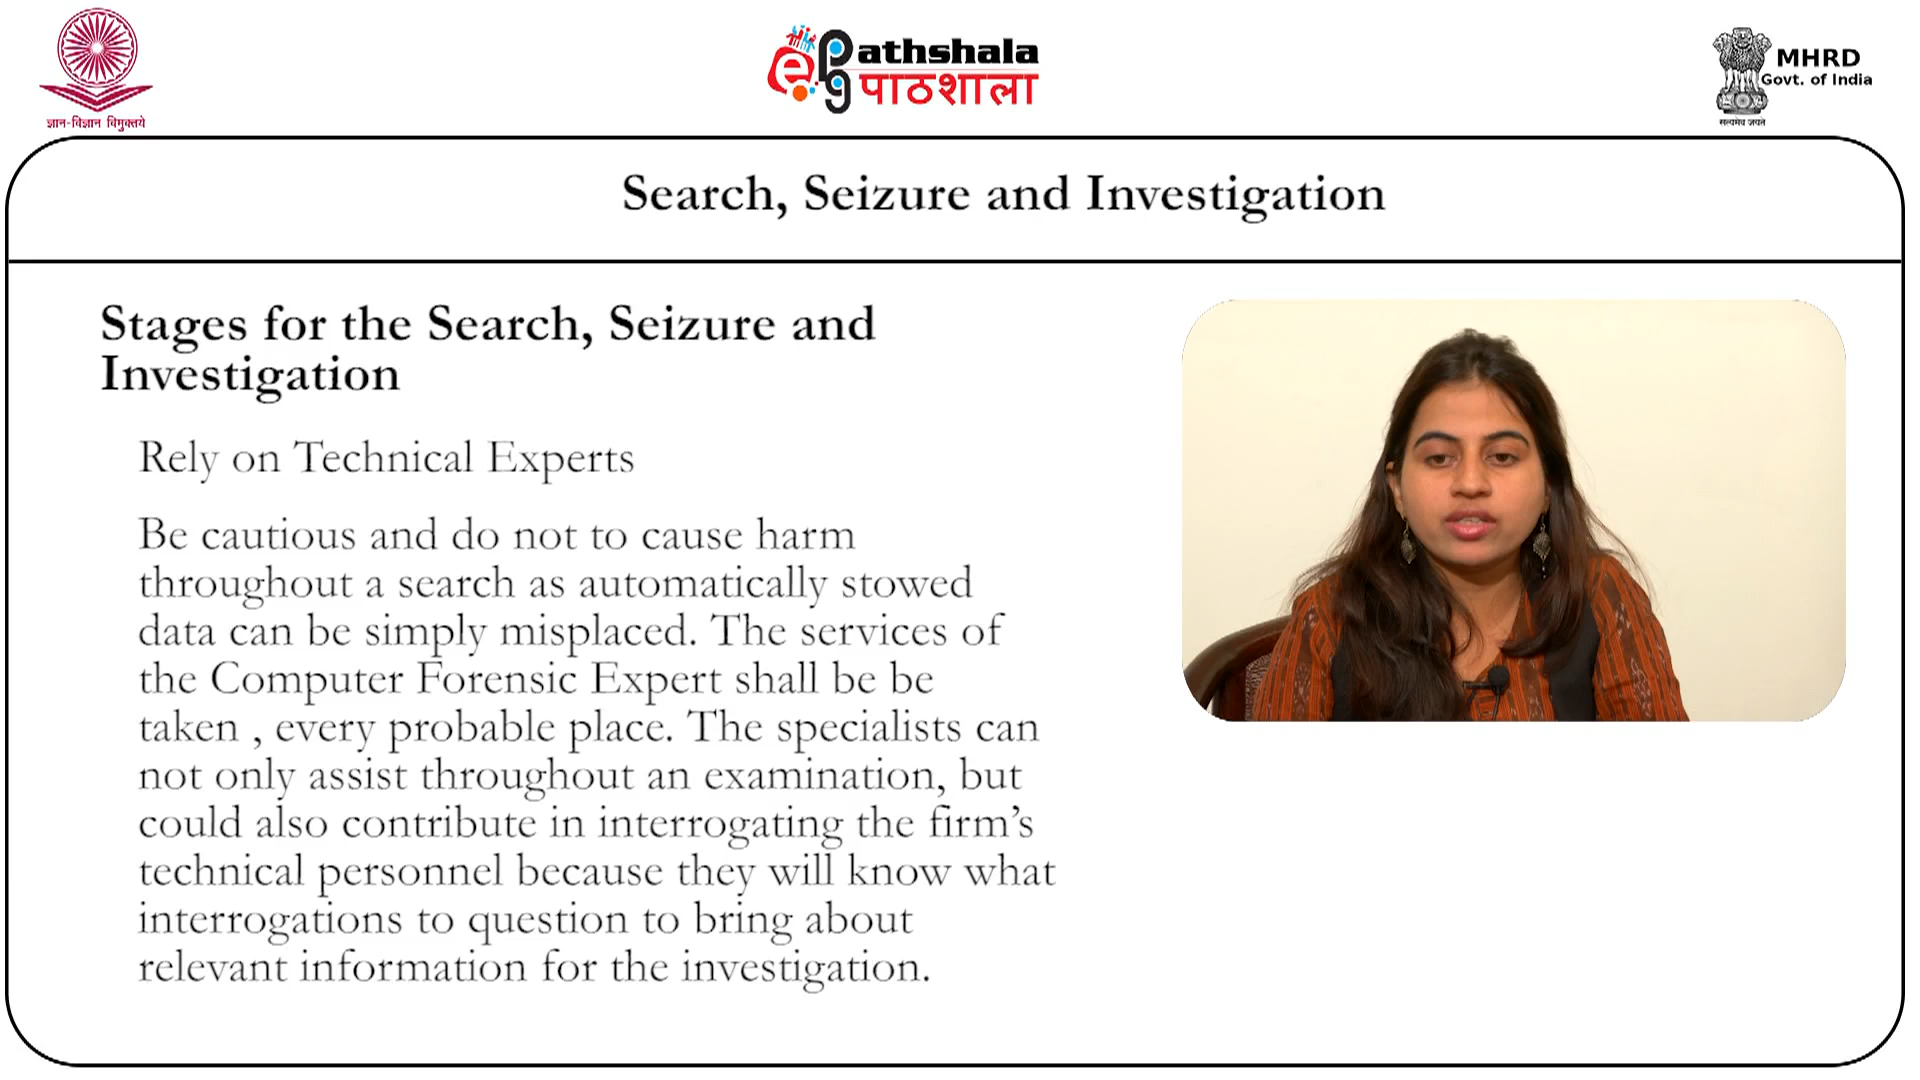 ज्ञान-विज्ञान विमुक्तये
e pg athshala
पाठशाला
MHRD
Govt. of India
सत्यमेव जयते
Search, Seizure and Investigation
Stages for the Search, Seizure and
Investigation
Rely on Technical Experts
Be cautious and do not to cause harm
throughout a search as automatically stowed
data can be simply misplaced. The services of
the Computer Forensic Expert shall be be
taken , every probable place. The specialists can
not only assist throughout an examination, but
could also contribute in interrogating the firm’s
technical personnel because they will know what
interrogations to question to bring about
relevant information for the investigation.